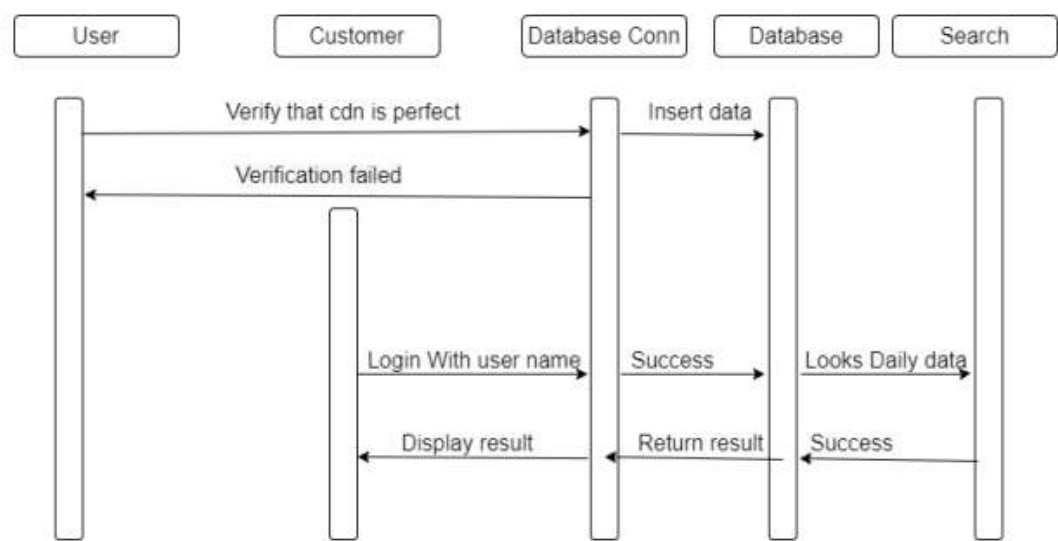 User
Customer
Database Conn
Database
Search
Verify that cdn is perfect
Insert data
Verification failed
Login With user name
Success
Looks Daily data
Display result
Return result
Success